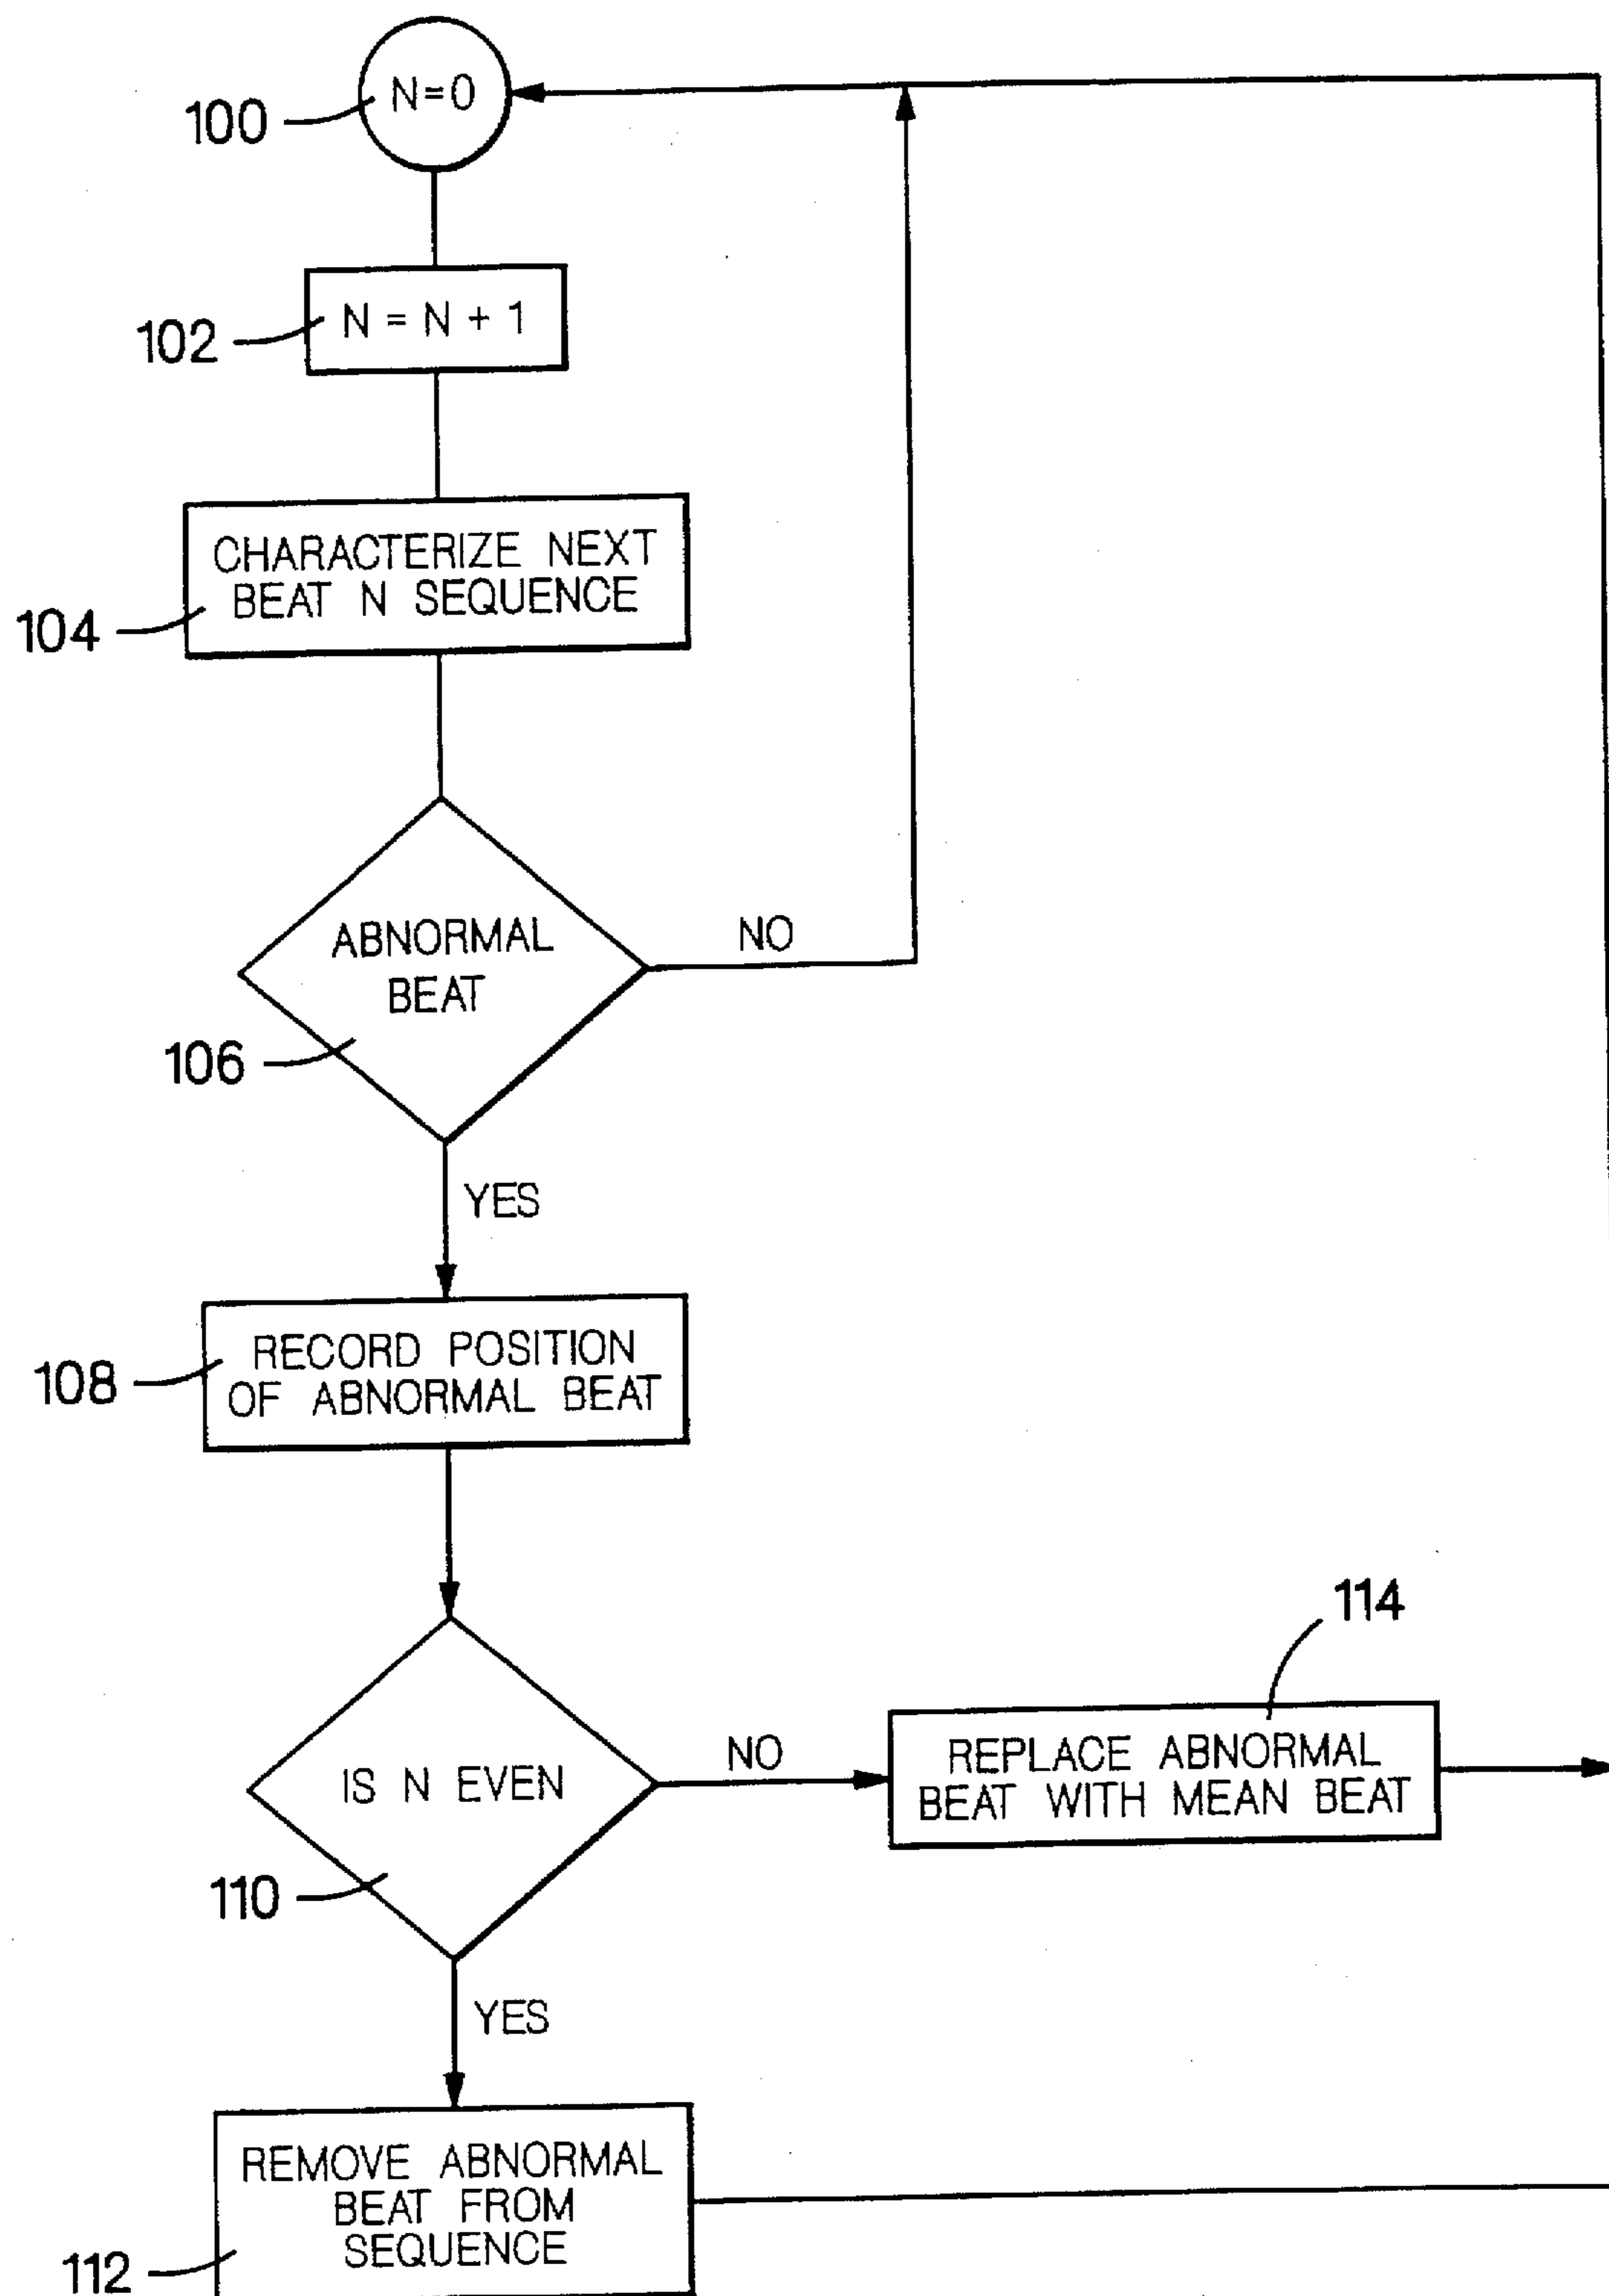 N=0
100
N = N + 1
102
CHARACTERIZE NEXT
BEAT N SEQUENCE
104
ABNORMAL
BEAT
NO
106
YES
RECORD POSITION
OF ABNORMAL BEAT
108
114
IS N EVEN
NO
REPLACE ABNORMAL
BEAT WITH MEAN BEAT
110
YES
REMOVE ABNORMAL
BEAT FROM
SEQUENCE
112